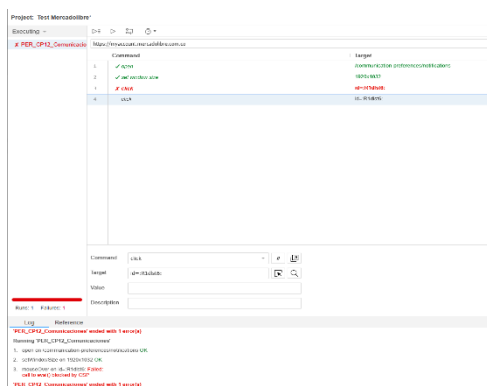 Project: Test Mercadolibre*
Executing
x PER_CP12_Comunicacio
https://myaccount.mercadolibre.com.co
Command Target
1 ✓ open /communication-preferences/notifications
2 ✓ set window size 1920x1032
3 x click
4 click
Command click
Target
Value
Description
Runs: 1 Failures: 1
Log Reference
'PER_CP12_Comunicaciones' ended with 1 error(s)
Running 'PER_CP12_Comunicaciones'
1. open on /communication-preferences/notifications OK
2. setWindowSize on 1920x1032 OK
3. mouseOver on Failed:
call to eval() blocked by CSP
'PER_CP12_Comunicaciones' ended with 1 error(s)